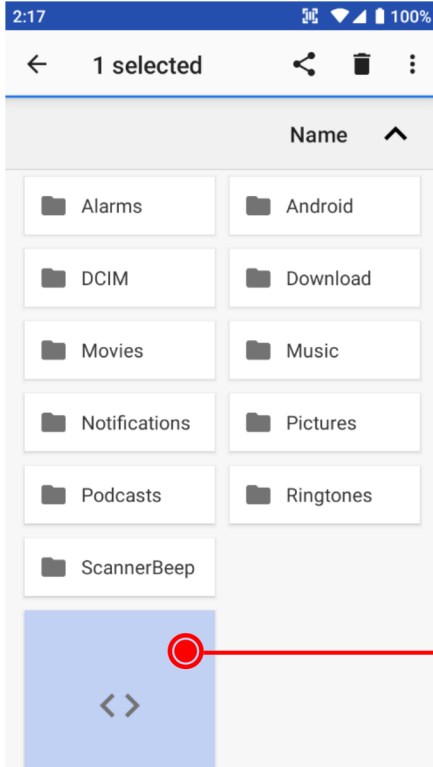 2:17 100%
1 selected
Name
Alarms Android
DCIM Download
Movies Music
Notifications Pictures
Podcasts Ringtones
ScannerBeep